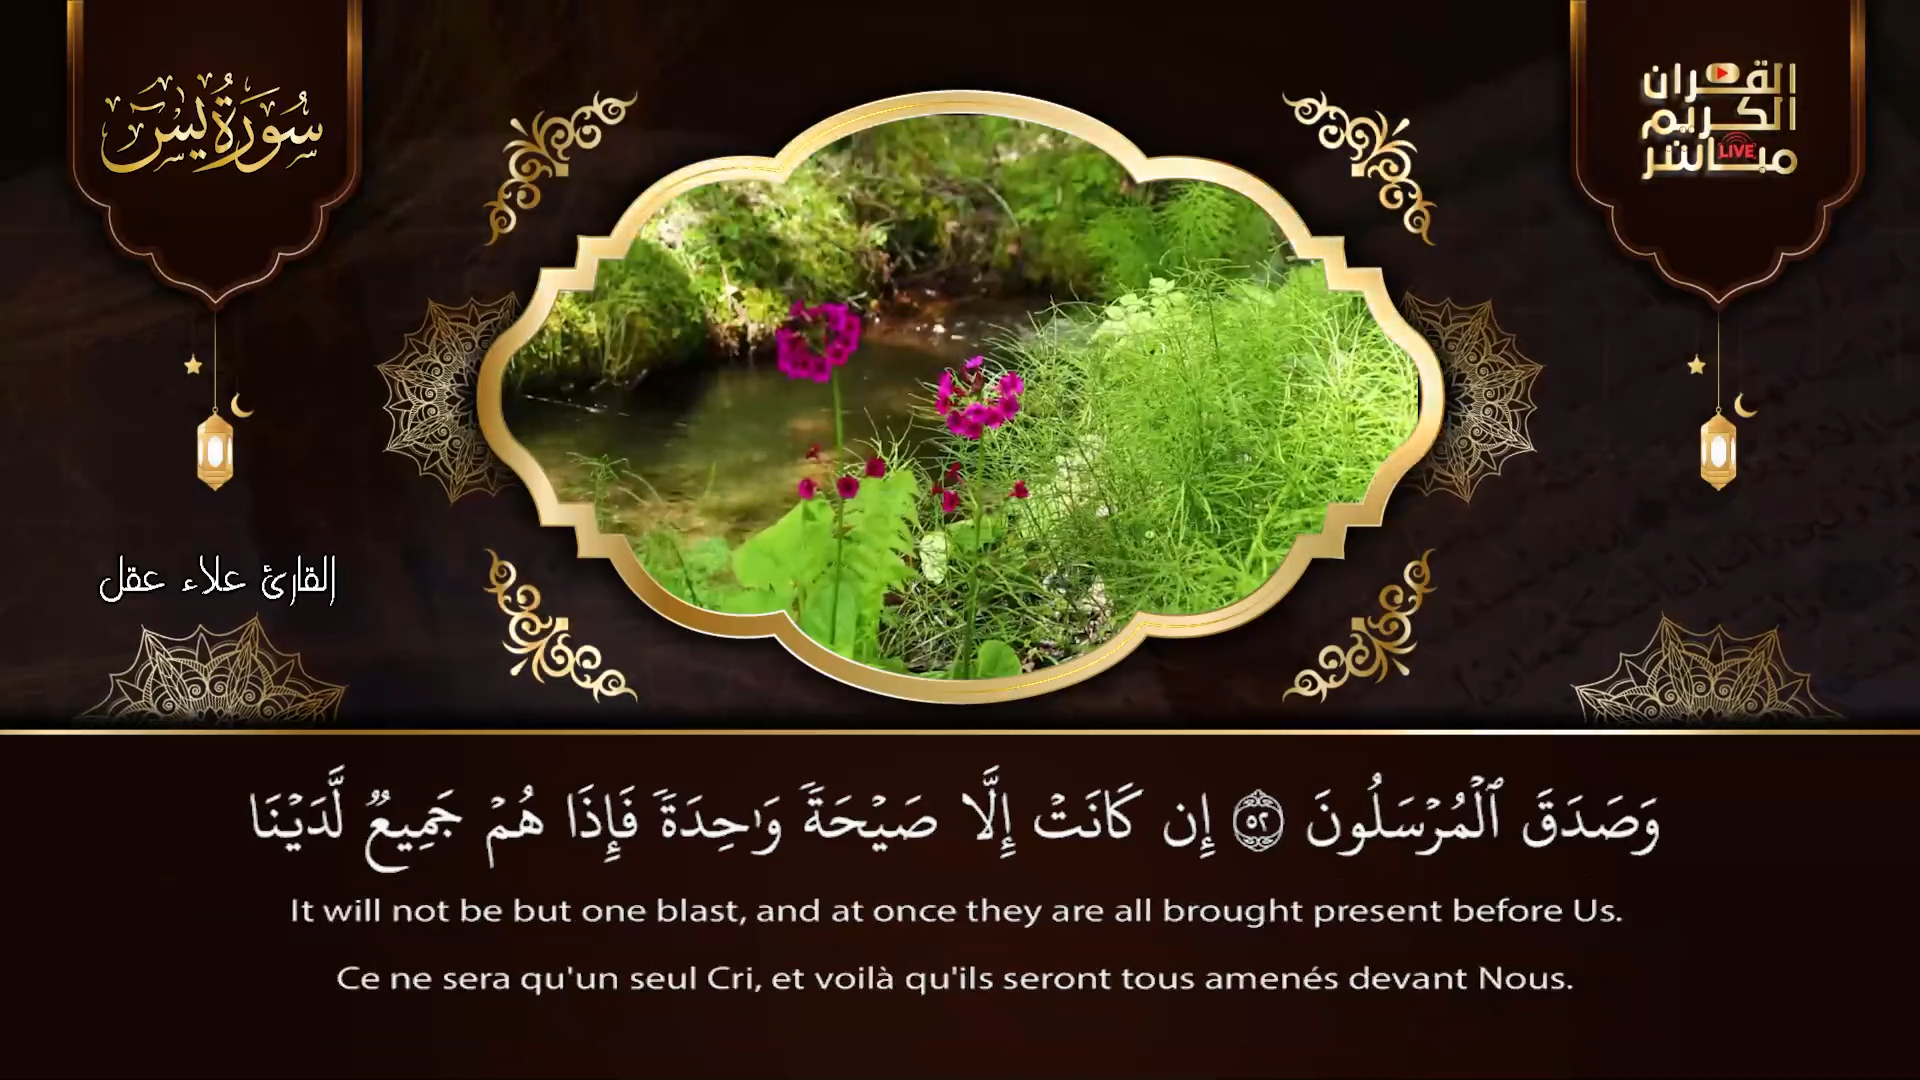 سُورَةُ يس
القرآن
الكريم
مباشر
LIVE
القارئ علاء عقل
وَصَدَقَ ٱلْمُرْسَلُونَ ٥٢ إِن كَانَتْ إِلَّا صَيْحَةً وَٰحِدَةً فَإِذَا هُمْ جَمِيعٌ لَّدَيْنَا
It will not be but one blast, and at once they are all brought present before Us.
Ce ne sera qu'un seul Cri, et voilà qu'ils seront tous amenés devant Nous.